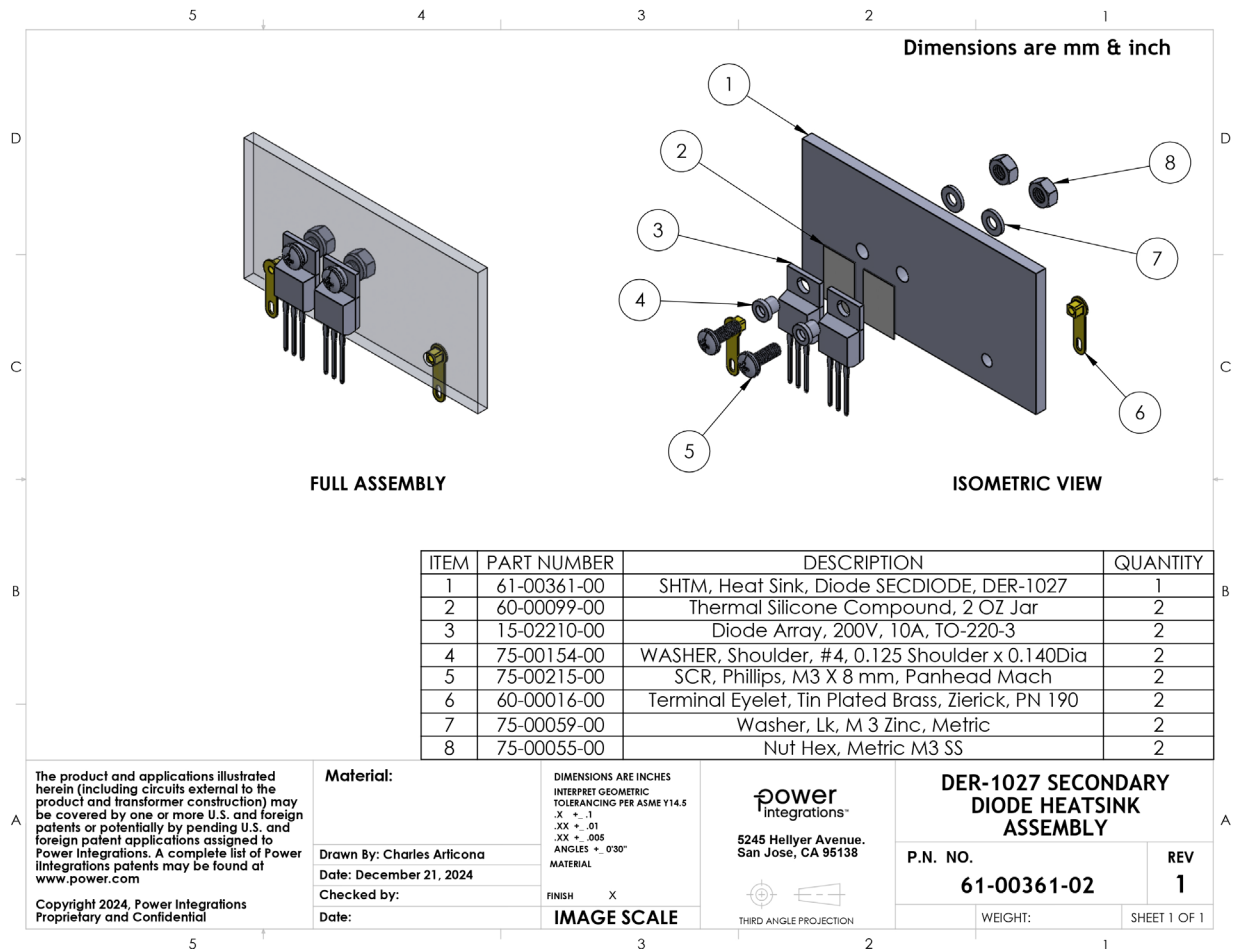 5 4 3 2 1
Dimensions are mm & inch
D D
C C
B B
A A
1
2
3
4
5
6
7
8
FULL ASSEMBLY
ISOMETRIC VIEW
ITEM PART NUMBER DESCRIPTION QUANTITY
1 61-00361-00 SHTM, Heat Sink, Diode SECDIODE, DER-1027 1
2 60-00099-00 Thermal Silicone Compound, 2 OZ Jar 2
3 15-02210-00 Diode Array, 200V, 10A, TO-220-3 2
4 75-00154-00 WASHER, Shoulder, #4, 0.125 Shoulder x 0.140Dia 2
5 75-00215-00 SCR, Phillips, M3 X 8 mm, Panhead Mach 2
6 60-00016-00 Terminal Eyelet, Tin Plated Brass, Zierick, PN 190 2
7 75-00059-00 Washer, Lk, M 3 Zinc, Metric 2
8 75-00055-00 Nut Hex, Metric M3 SS 2
The product and applications illustrated
herein (including circuits external to the
product and transformer construction) may
be covered by one or more U.S. and foreign
patents or potentially by pending U.S. and
foreign patent applications assigned to
Power Integrations. A complete list of Power
iIntegrations patents may be found at
www.power.com
Copyright 2024, Power Integrations
Proprietary and Confidential
Material:
Drawn By: Charles Articona
Date: December 21, 2024
Checked by:
Date:
DIMENSIONS ARE INCHES
INTERPRET GEOMETRIC
TOLERANCING PER ASME Y14.5
.X +_ .1
.XX +_ .01
.XX +_ .005
ANGLES +_ 0'30"
MATERIAL
FINISH X
IMAGE SCALE
power
integrations™
5245 Hellyer Avenue.
San Jose, CA 95138
THIRD ANGLE PROJECTION
DER-1027 SECONDARY
DIODE HEATSINK
ASSEMBLY
P.N. NO.
61-00361-02
REV
1
WEIGHT:
SHEET 1 OF 1
5 3 2 1